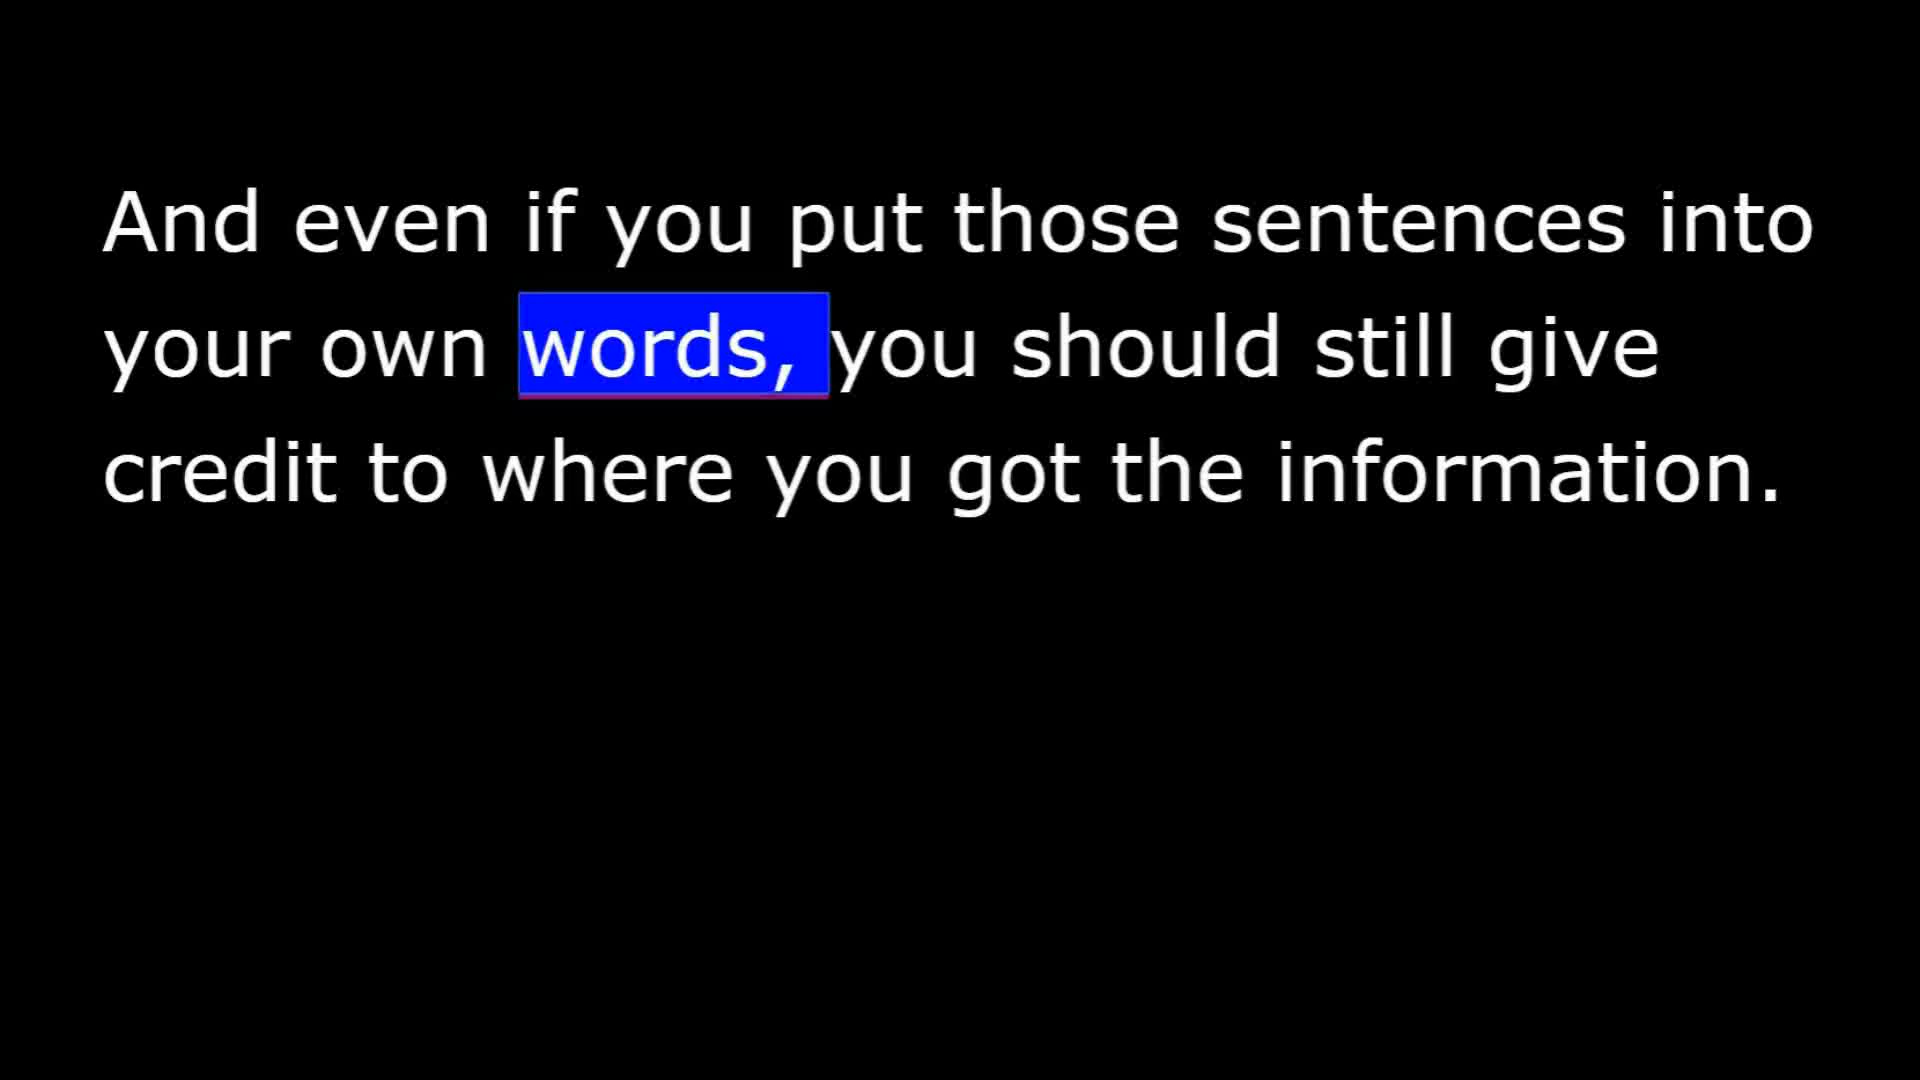 And even if you put those sentences into
your own words, you should still give
credit to where you got the information.